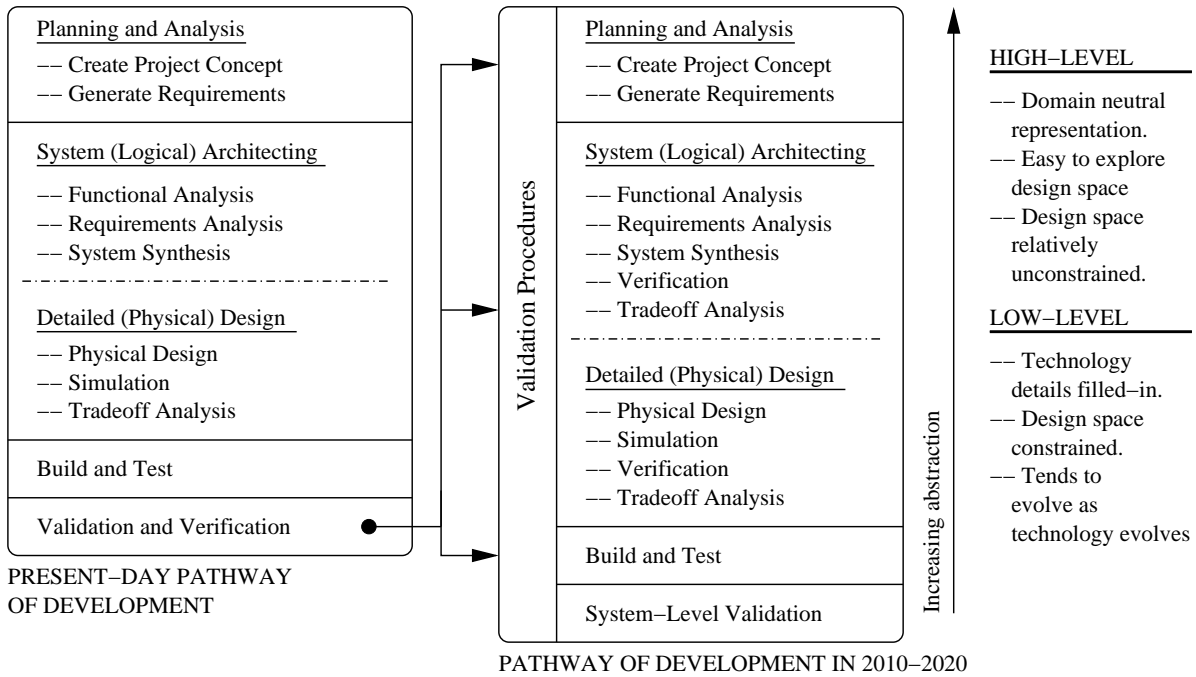 Planning and Analysis
−− Create Project Concept
−− Generate Requirements
System (Logical) Architecting
−− Functional Analysis
−− Requirements Analysis
−− System Synthesis
Detailed (Physical) Design
−− Physical Design
−− Simulation
−− Tradeoff Analysis
Build and Test
Validation and Verification
PRESENT−DAY PATHWAY
OF DEVELOPMENT
Validation Procedures
Planning and Analysis
−− Create Project Concept
−− Generate Requirements
System (Logical) Architecting
−− Functional Analysis
−− Requirements Analysis
−− System Synthesis
−− Verification
−− Tradeoff Analysis
Detailed (Physical) Design
−− Physical Design
−− Simulation
−− Verification
−− Tradeoff Analysis
Build and Test
System−Level Validation
PATHWAY OF DEVELOPMENT IN 2010−2020
Increasing abstraction
HIGH−LEVEL
−− Domain neutral
representation.
−− Easy to explore
design space
−− Design space
relatively
unconstrained.
LOW−LEVEL
−− Technology
details filled−in.
−− Design space
constrained.
−− Tends to
evolve as
technology evolves